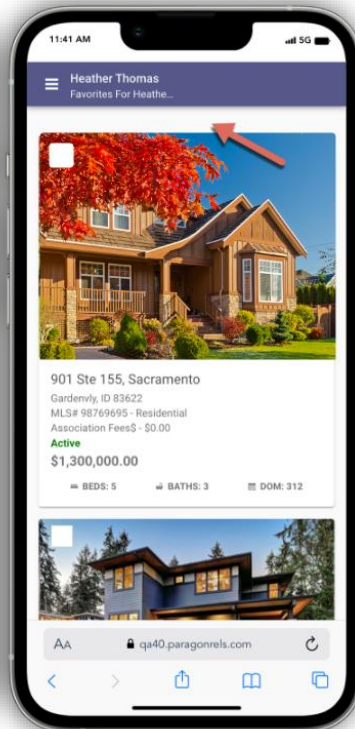 11:41 AM
5G
Heather Thomas
Favorites For Heathe...
901 Ste 155, Sacramento
Gardenvly, ID 83622
MLS# 98769695 - Residential
Association Fees$ - $0.00
Active
$1,300,000.00
BEDS: 5 BATHS: 3 DOM: 312
AA qa40.paragonrels.com